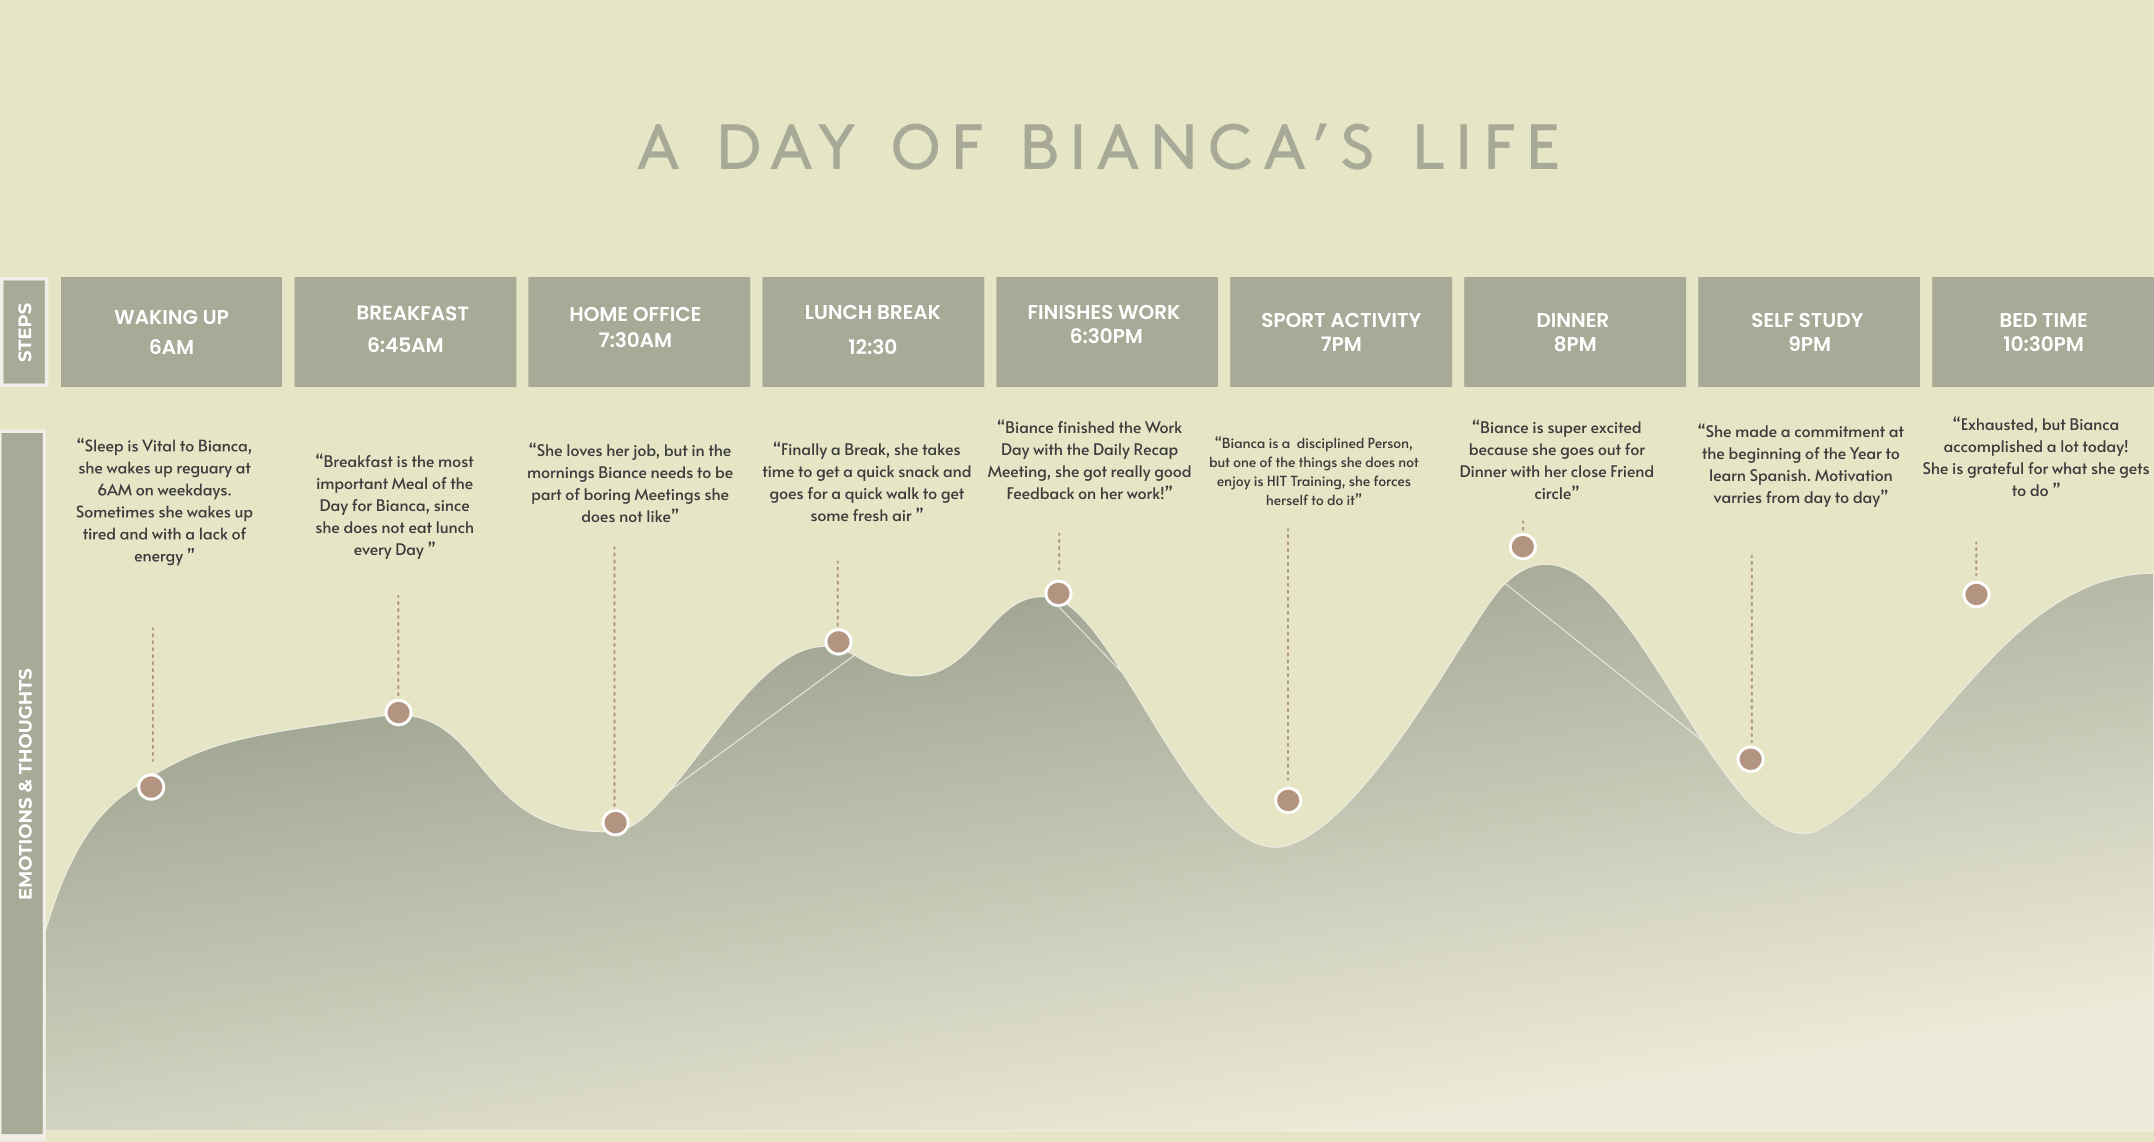 A DAY OF BIANCA’S LIFE
STEPS
WAKING UP
6AM
BREAKFAST
6:45AM
HOME OFFICE
7:30AM
LUNCH BREAK
12:30
FINISHES WORK
6:30PM
SPORT ACTIVITY
7PM
DINNER
8PM
SELF STUDY
9PM
BED TIME
10:30PM
EMOTIONS & THOUGHTS
“Sleep is Vital to Bianca,
she wakes up reguary at
6AM on weekdays.
Sometimes she wakes up
tired and with a lack of
energy ”
“Breakfast is the most
important Meal of the
Day for Bianca, since
she does not eat lunch
every Day ”
“She loves her job, but in the
mornings Biance needs to be
part of boring Meetings she
does not like”
“Finally a Break, she takes
time to get a quick snack and
goes for a quick walk to get
some fresh air ”
“Biance finished the Work
Day with the Daily Recap
Meeting, she got really good
Feedback on her work!”
“Bianca is a  disciplined Person,
but one of the things she does not
enjoy is HIT Training, she forces
herself to do it”
“Biance is super excited
because she goes out for
Dinner with her close Friend
circle”
“She made a commitment at
the beginning of the Year to
learn Spanish. Motivation
varries from day to day”
“Exhausted, but Bianca
accomplished a lot today!
She is grateful for what she gets
to do ”